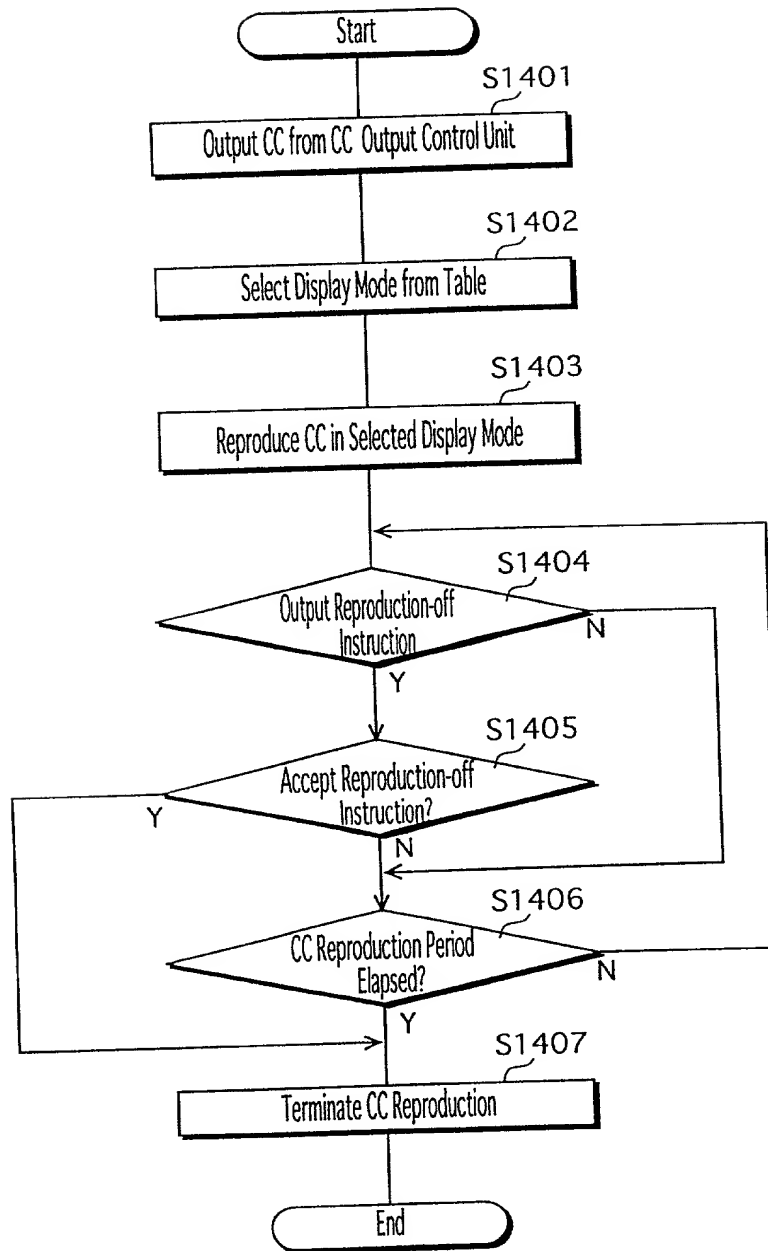 Start
S1401
Output CC from CC Output Control Unit
S1402
Select Display Mode from Table
S1403
Reproduce CC in Selected Display Mode
S1404
Output Reproduction-off
Instruction
N
Y
S1405
Accept Reproduction-off
Instruction?
Y
N
S1406
CC Reproduction Period
Elapsed?
N
Y
S1407
Terminate CC Reproduction
End